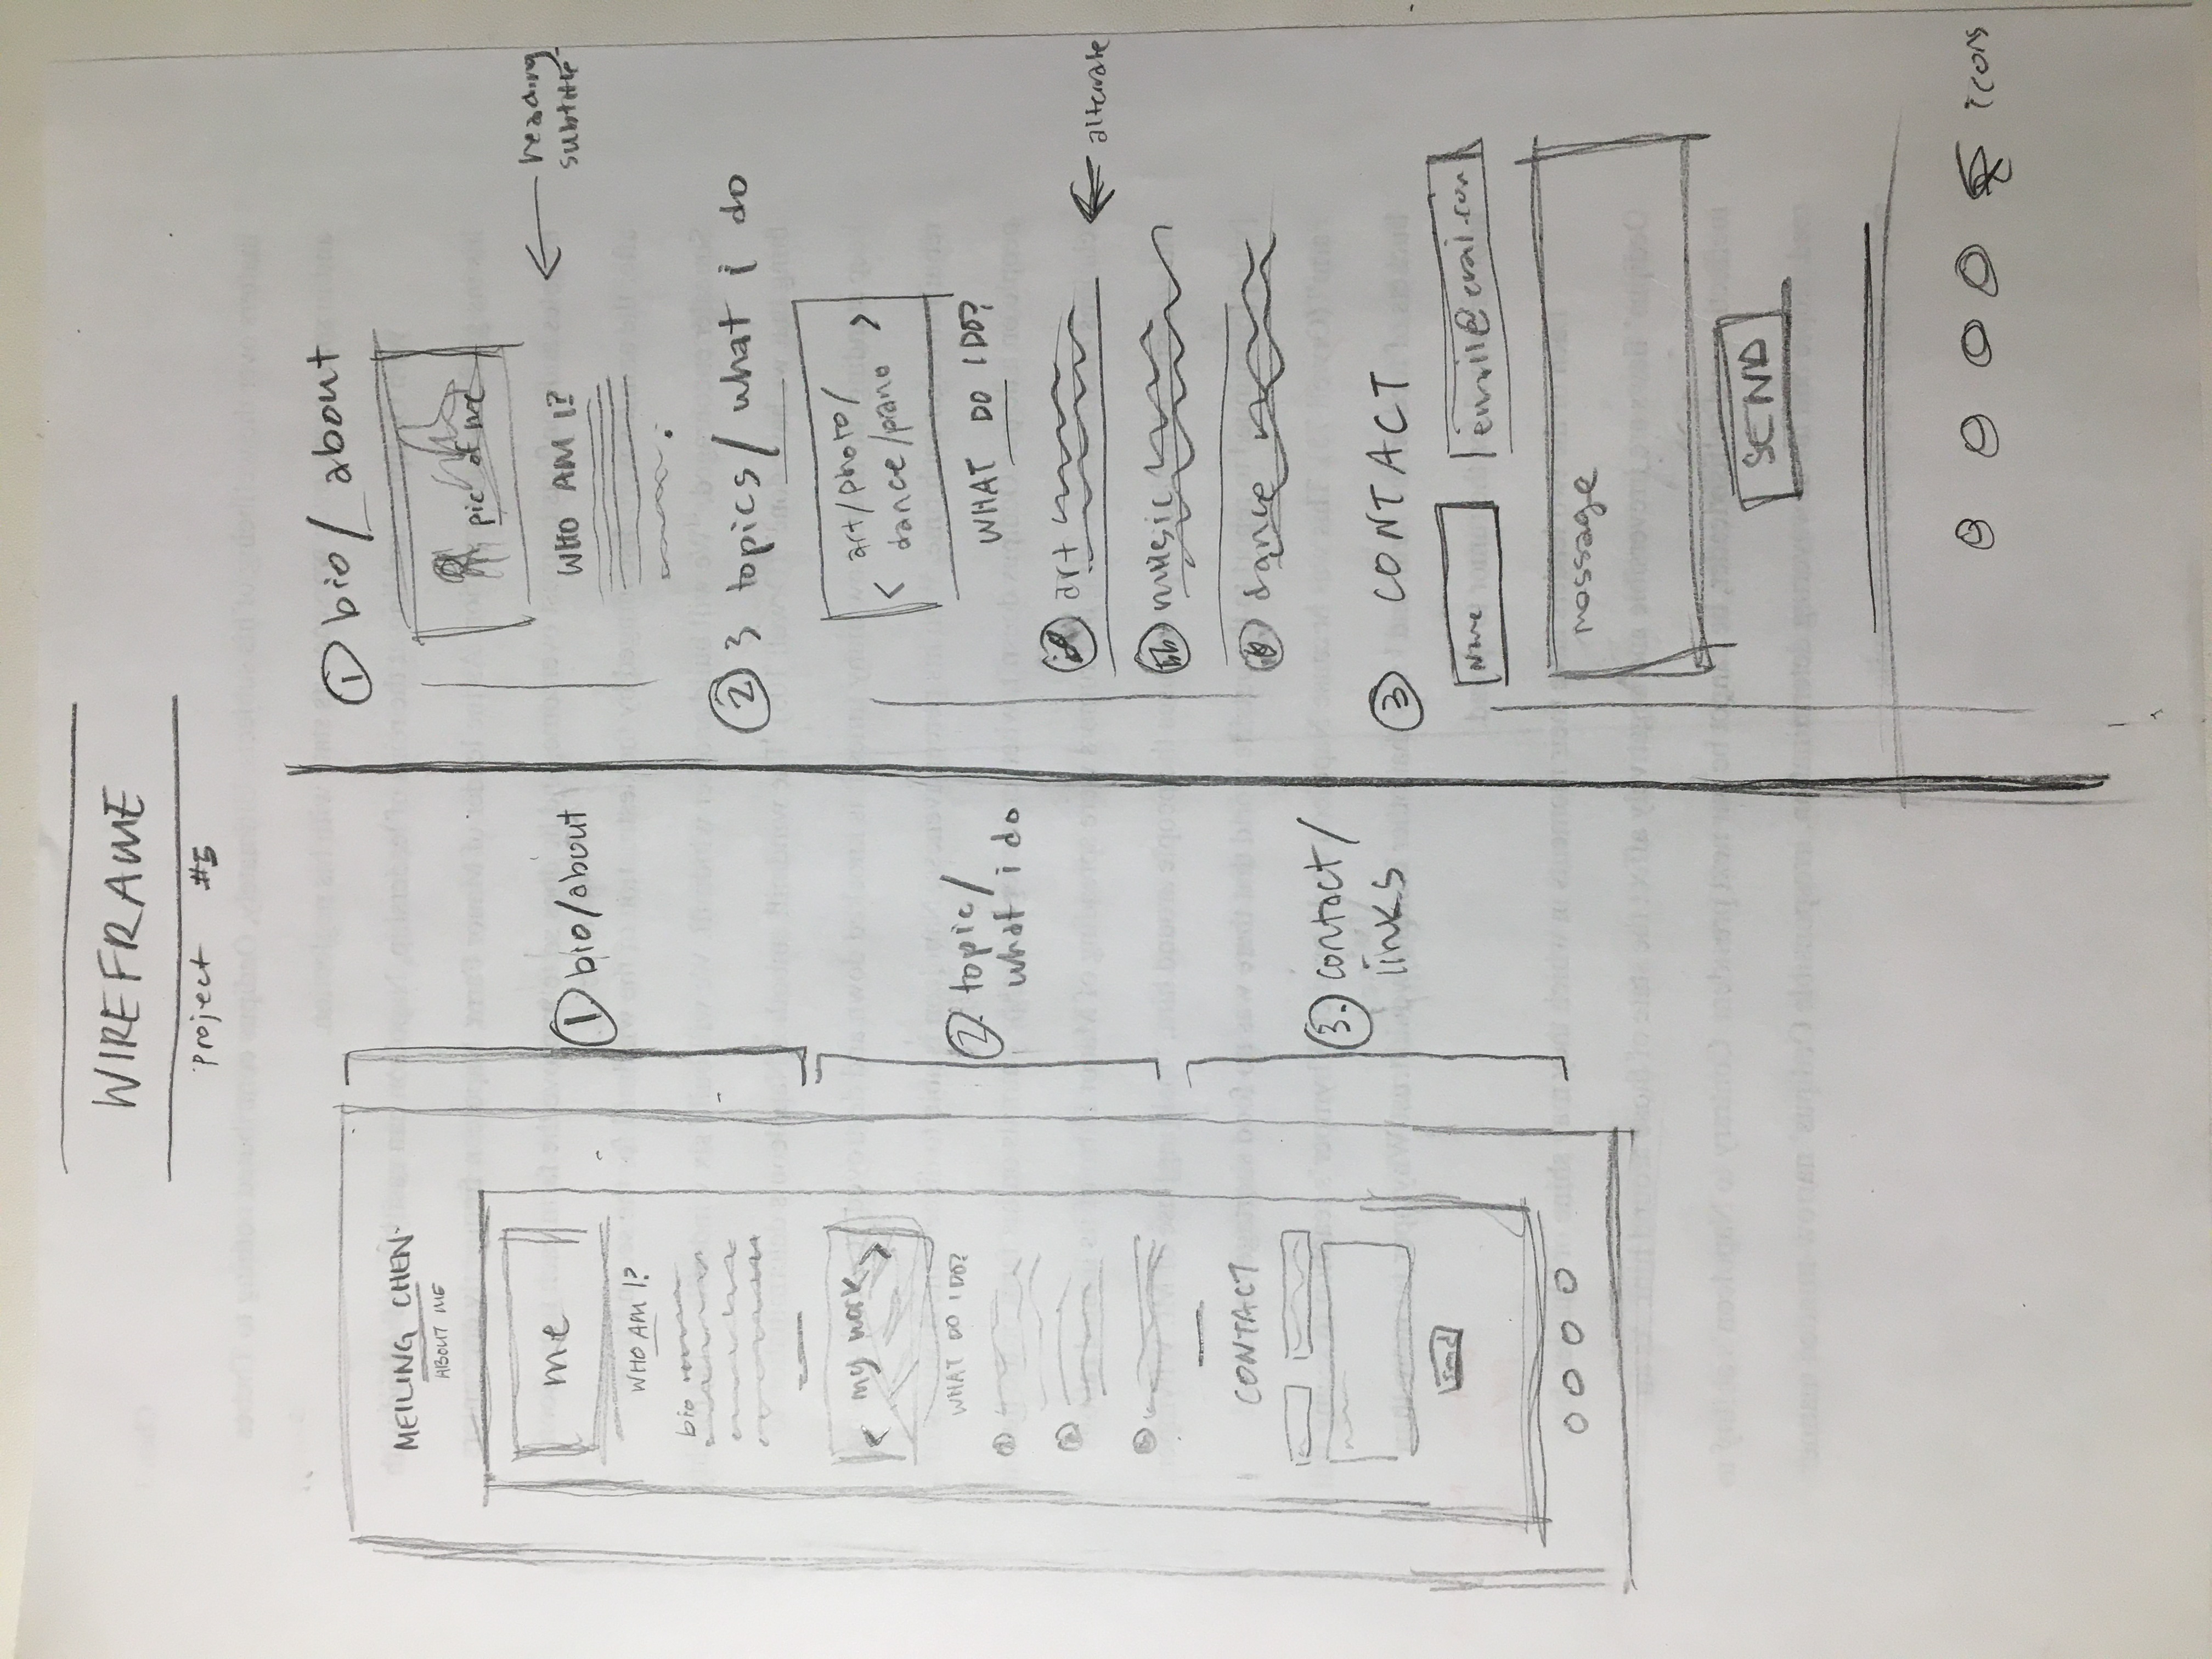 WIREFRAME
project #5
MEILING CHEN
ABOUT ME
me
WHO AM I?
bio
< my work >
WHAT DO I DO?
CONTACT
send
① bio/about
②. topic/
what i do
③. contact/
links
① bio/about
pic of me
WHO AM I?
heading
subtitle
② 3 topics/what i do
< art/photo/
dance/piano >
WHAT DO I DO?
art
music
dance
alternate
③ CONTACT
Name
email@email.com
message
SEND
icons